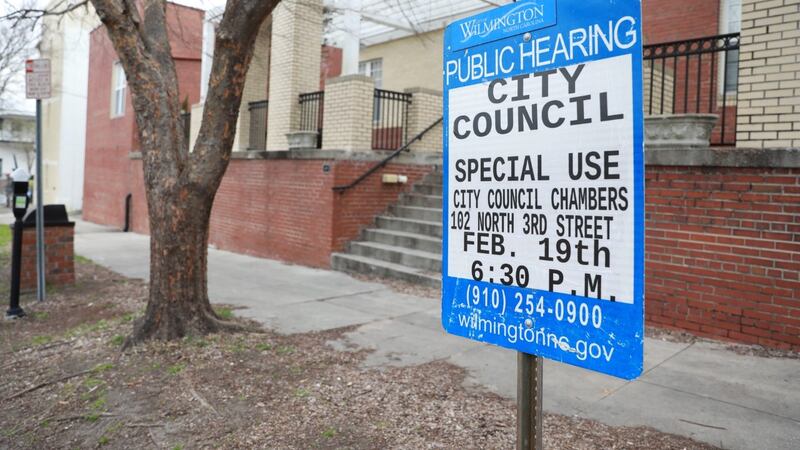 WILMINGTON
NORTH CAROLINA
PUBLIC HEARING
CITY
COUNCIL
SPECIAL USE
CITY COUNCIL CHAMBERS
102 NORTH 3RD STREET
FEB. 19th
6:30 P.M.
(910) 254-0900
wilmingtonnc.gov